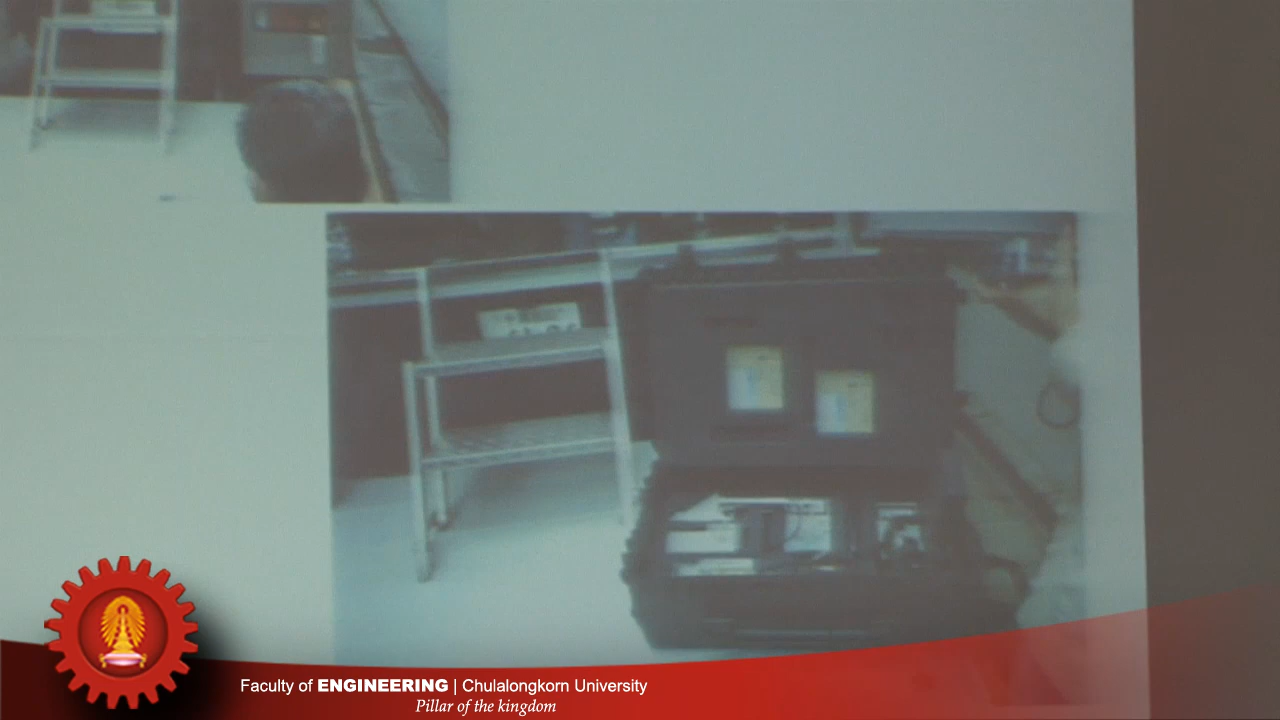 Faculty of ENGINEERING | Chulalongkorn University
Pillar of the kingdom